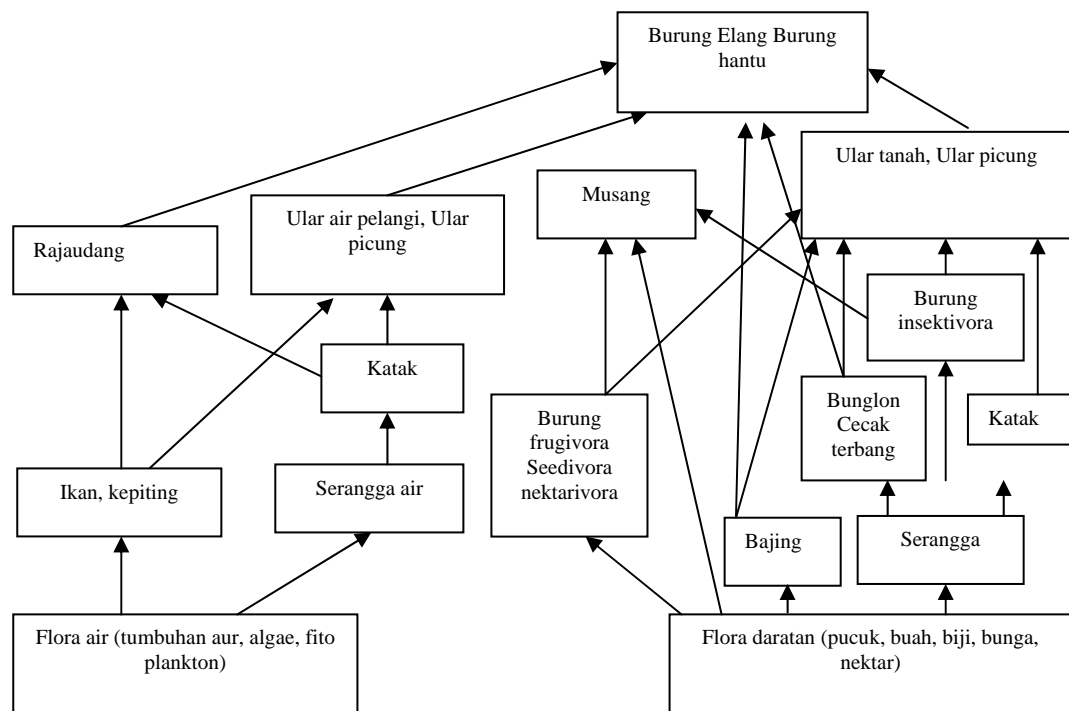 Burung Elang Burung
hantu
Ular tanah, Ular picung
Musang
Ular air pelangi, Ular
picung
Rajaudang
Burung
insektivora
Katak
Bunglon
Cecak
terbang
Katak
Burung
frugivora
Seedivora
nektarivora
Ikan, kepiting
Serangga air
Bajing
Serangga
Flora air (tumbuhan aur, algae, fito
plankton)
Flora daratan (pucuk, buah, biji, bunga,
nektar)